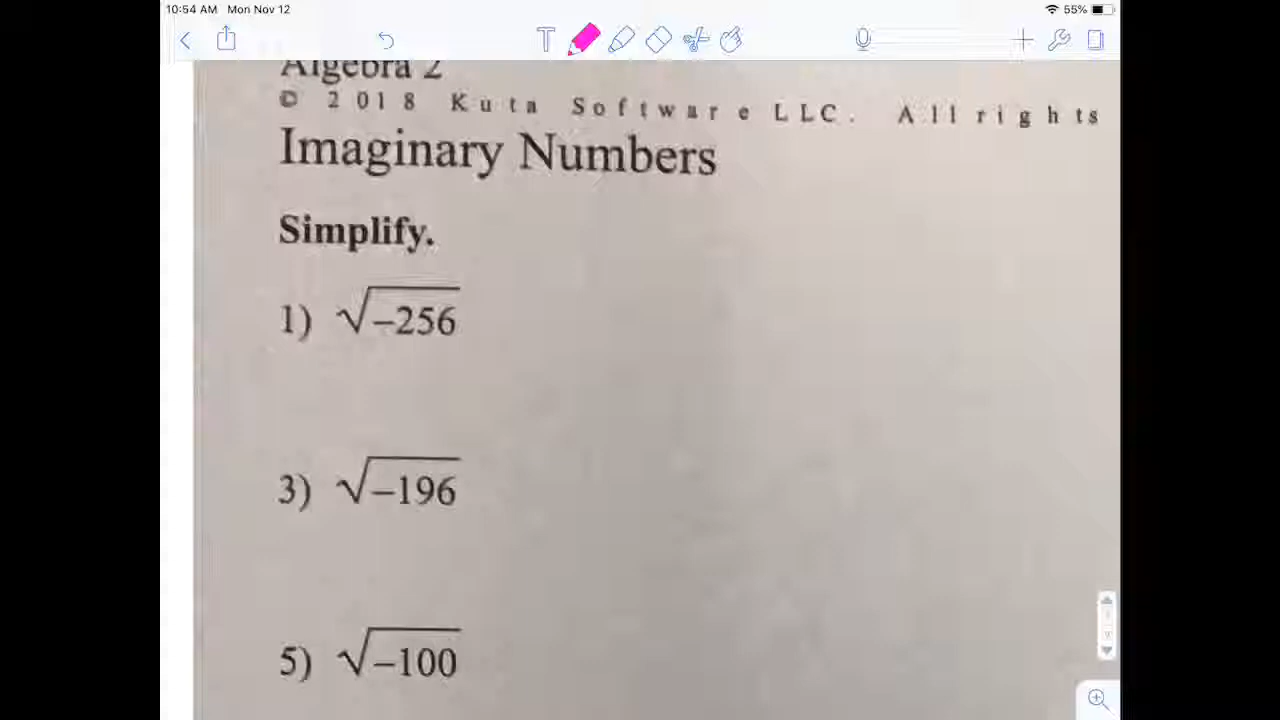 10:54 AM Mon Nov 12
55%
T
Algebra 2
© 2018 Kuta Software LLC. All rights
Imaginary Numbers
Simplify.
1) √−256
3) √−196
5) √−100